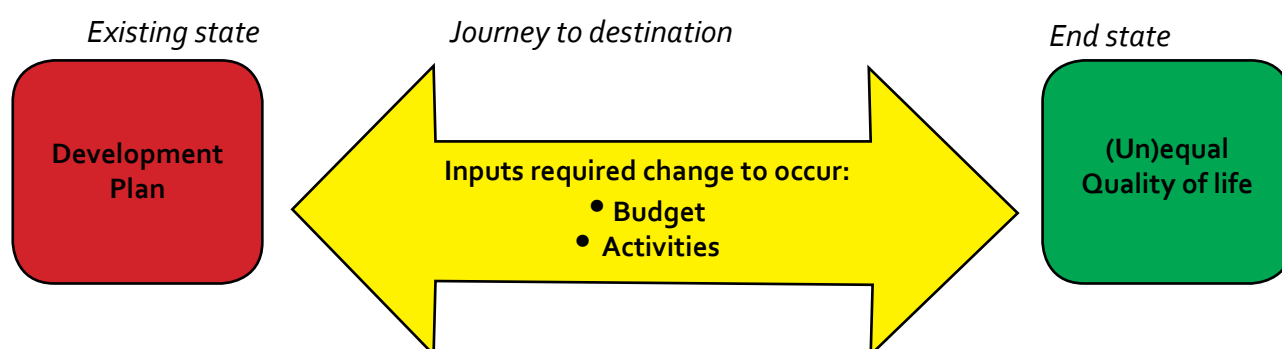 Existing state
Journey to destination
End state
Development
Plan
Inputs required change to occur:
• Budget
• Activities
(Un)equal
Quality of life